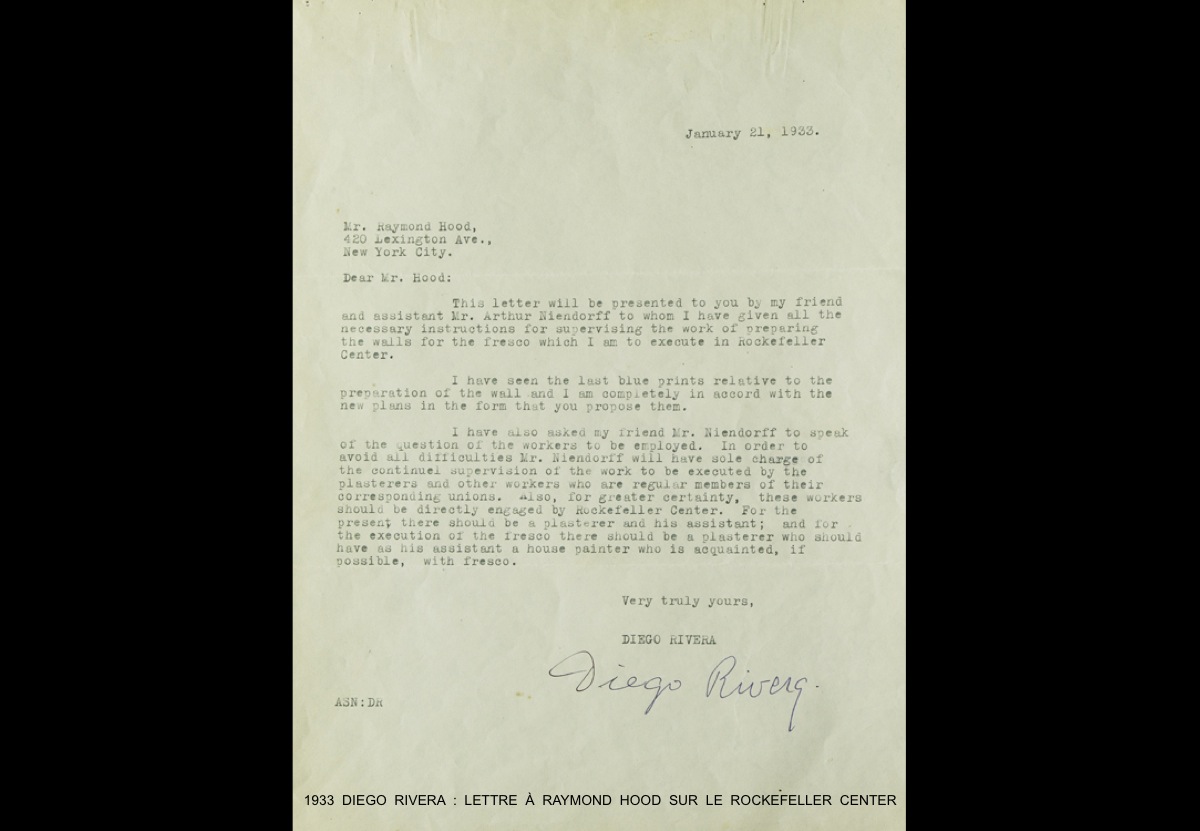 January 21, 1933.
Mr. Raymond Hood,
420 Lexington Ave.,
New York City.
Dear Mr. Hood:
This letter will be presented to you by my friend
and assistant Mr. Arthur Niendorff to whom I have given all the
necessary instructions for supervising the work of preparing
the walls for the fresco which I am to execute in Rockefeller
Center.
I have seen the last blue prints relative to the
preparation of the wall and I am completely in accord with the
new plans in the form that you propose them.
I have also asked my friend Mr. Niendorff to speak
of the question of the workers to be employed. In order to
avoid all difficulties Mr. Niendorff will have sole charge of
the continuel supervision of the work to be executed by the
plasterers and other workers who are regular members of their
corresponding unions. Also, for greater certainty, these workers
should be directly engaged by Rockefeller Center. For the
present there should be a plasterer and his assistant; and for
the execution of the fresco there should be a plasterer who should
have as his assistant a house painter who is acquainted, if
possible, with fresco.
Very truly yours,
DIEGO RIVERA
Diego Rivera.
ASN:DR
1933 DIEGO RIVERA : LETTRE À RAYMOND HOOD SUR LE ROCKEFELLER CENTER